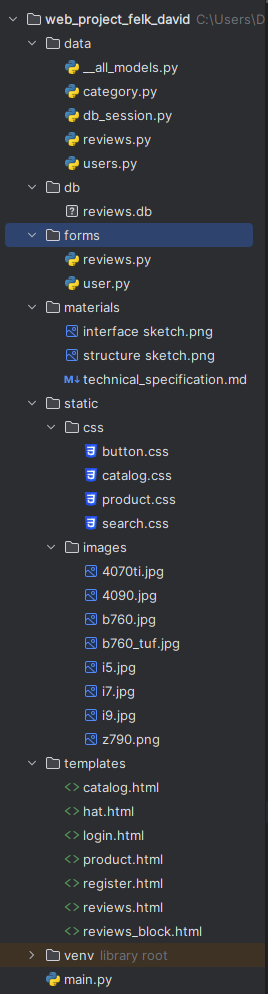 web_project_felk_david C:\Users\D
data
__all_models.py
category.py
db_session.py
reviews.py
users.py
db
reviews.db
forms
reviews.py
user.py
materials
interface sketch.png
structure sketch.png
M↓ technical_specification.md
static
css
button.css
catalog.css
product.css
search.css
images
4070ti.jpg
4090.jpg
b760.jpg
b760_tuf.jpg
i5.jpg
i7.jpg
i9.jpg
z790.png
templates
catalog.html
hat.html
login.html
product.html
register.html
reviews.html
reviews_block.html
venv library root
main.py